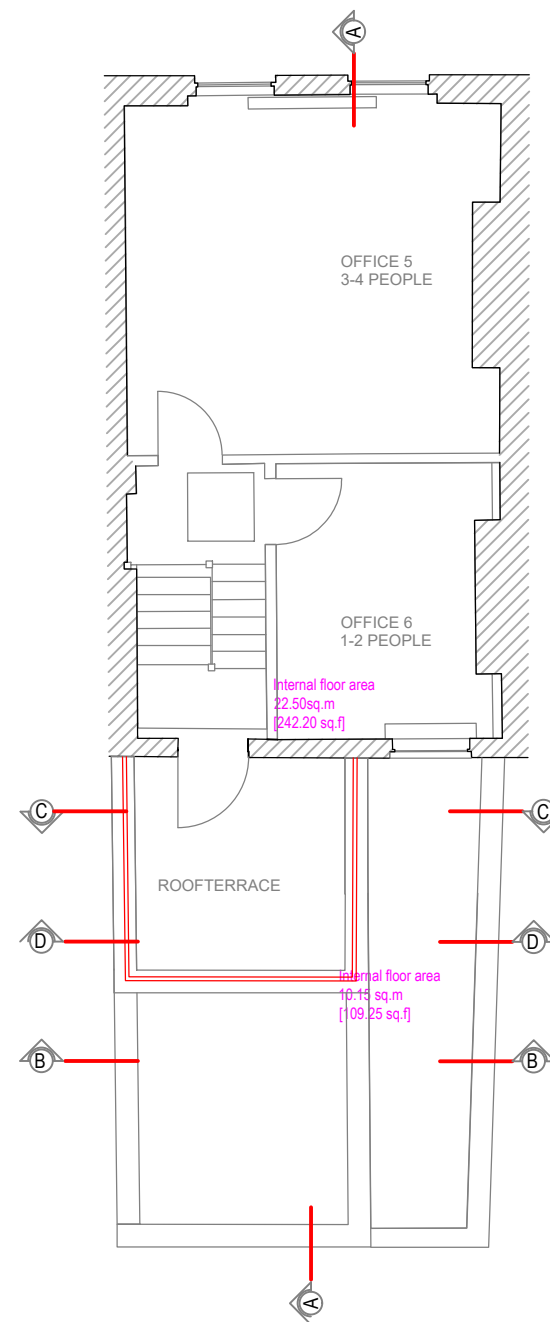 A
OFFICE 5
3-4 PEOPLE
OFFICE 6
1-2 PEOPLE
Internal floor area
22.50sq.m
[242.20 sq.f]
C
C
ROOFTERRACE
D
D
Internal floor area
10.15 sq.m
[109.25 sq.f]
B
B
A